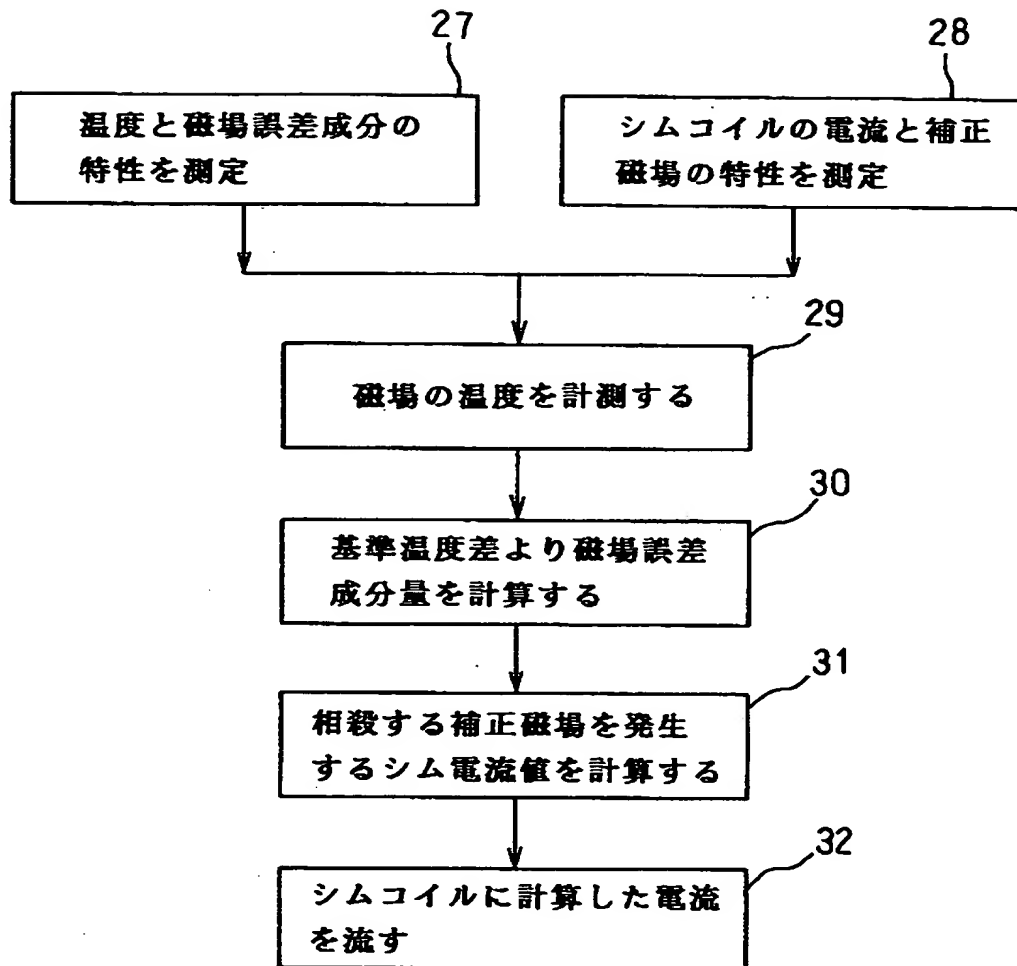 27
28
温度と磁場誤差成分の
特性を測定
シムコイルの電流と補正
磁場の特性を測定
29
磁場の温度を計測する
30
基準温度差より磁場誤差
成分量を計算する
31
相殺する補正磁場を発生
するシム電流値を計算する
32
シムコイルに計算した電流
を流す